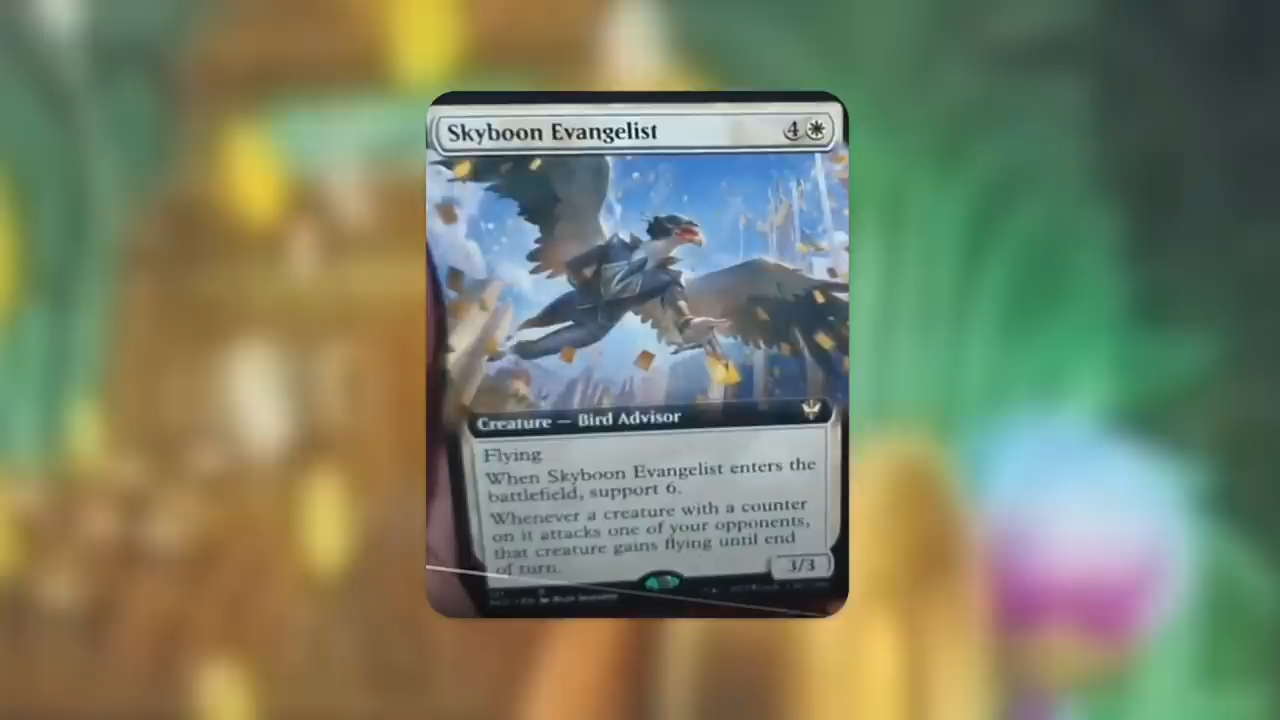 Skyboon Evangelist 4
Creature — Bird Advisor
Flying
When Skyboon Evangelist enters the
battlefield, support 6.
Whenever a creature with a counter
on it attacks one of your opponents,
that creature gains flying until end
of turn.
3/3